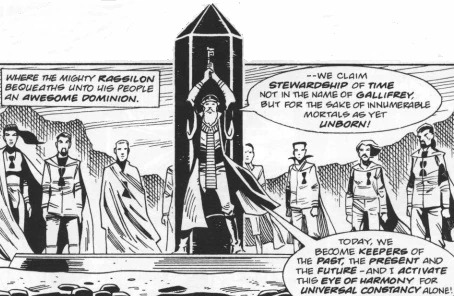 WHERE THE MIGHTY RASSILON
BEQUEATHS UNTO HIS PEOPLE
AN AWESOME DOMINION.
--WE CLAIM
STEWARDSHIP OF TIME
NOT IN THE NAME OF GALLIFREY,
BUT FOR THE SAKE OF INNUMERABLE
MORTALS AS YET
UNBORN!
TODAY, WE
BECOME KEEPERS OF
THE PAST, THE PRESENT AND
THE FUTURE - AND I ACTIVATE
THIS EYE OF HARMONY FOR
UNIVERSAL CONSTANCY ALONE!